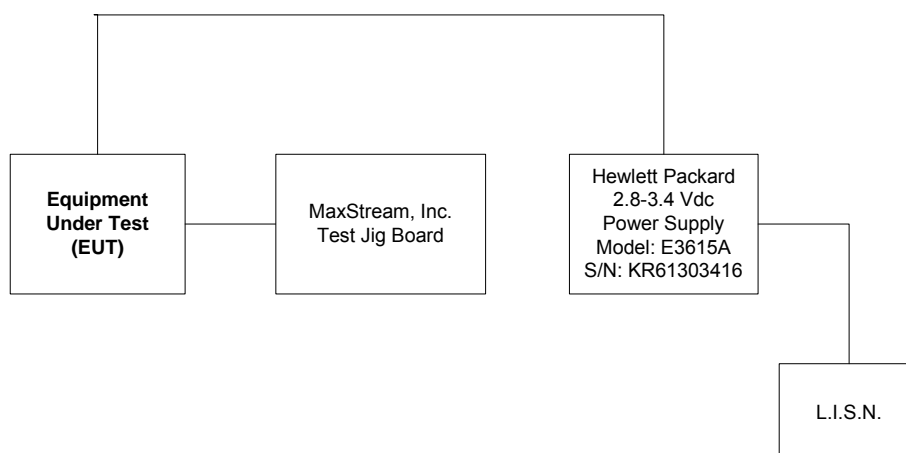 Equipment
Under Test
(EUT)
MaxStream, Inc.
Test Jig Board
Hewlett Packard
2.8-3.4 Vdc
Power Supply
Model: E3615A
S/N: KR61303416
L.I.S.N.